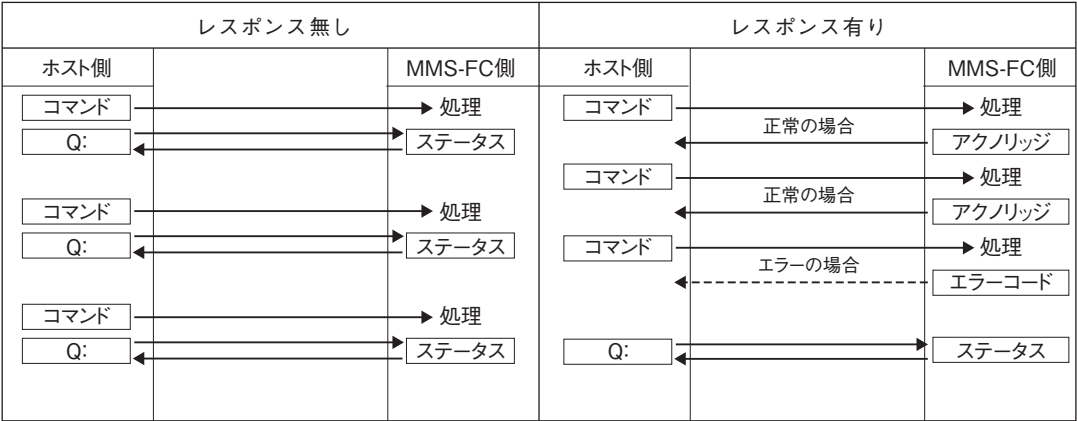 レスポンス無し
ホスト側 MMS-FC側
コマンド 処理
Q: ステータス
コマンド 処理
Q: ステータス
コマンド 処理
Q: ステータス
レスポンス有り
ホスト側 MMS-FC側
コマンド 処理
正常の場合
アクノリッジ
コマンド 処理
正常の場合
アクノリッジ
コマンド 処理
エラーの場合
エラーコード
Q: ステータス